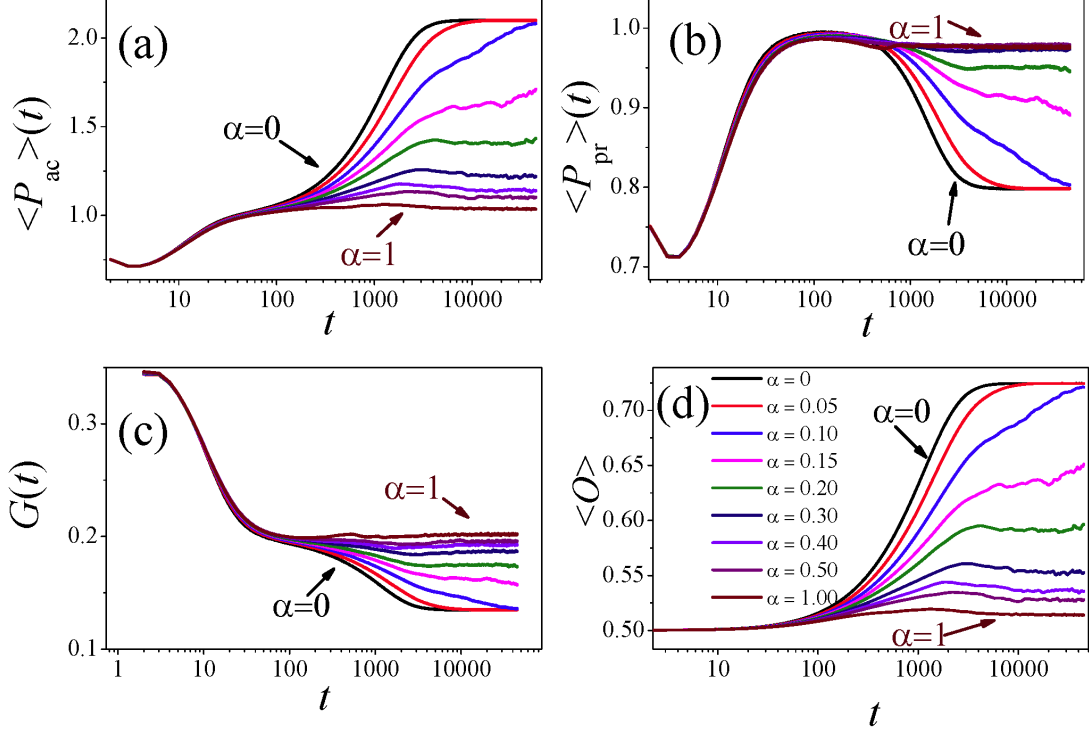 (a)
<P_ac>(t)
2.0
1.5
1.0
α=0
α=1
10 100 1000 10000
t
(b)
<P_pr>(t)
1.0
0.9
0.8
0.7
α=1
α=0
10 100 1000 10000
t
(c)
G(t)
0.3
0.2
0.1
α=1
α=0
1 10 100 1000 10000
t
(d)
<O>
0.70
0.65
0.60
0.55
0.50
α = 0
α = 0.05
α = 0.10
α = 0.15
α = 0.20
α = 0.30
α = 0.40
α = 0.50
α = 1.00
α=0
α=1
10 100 1000 10000
t